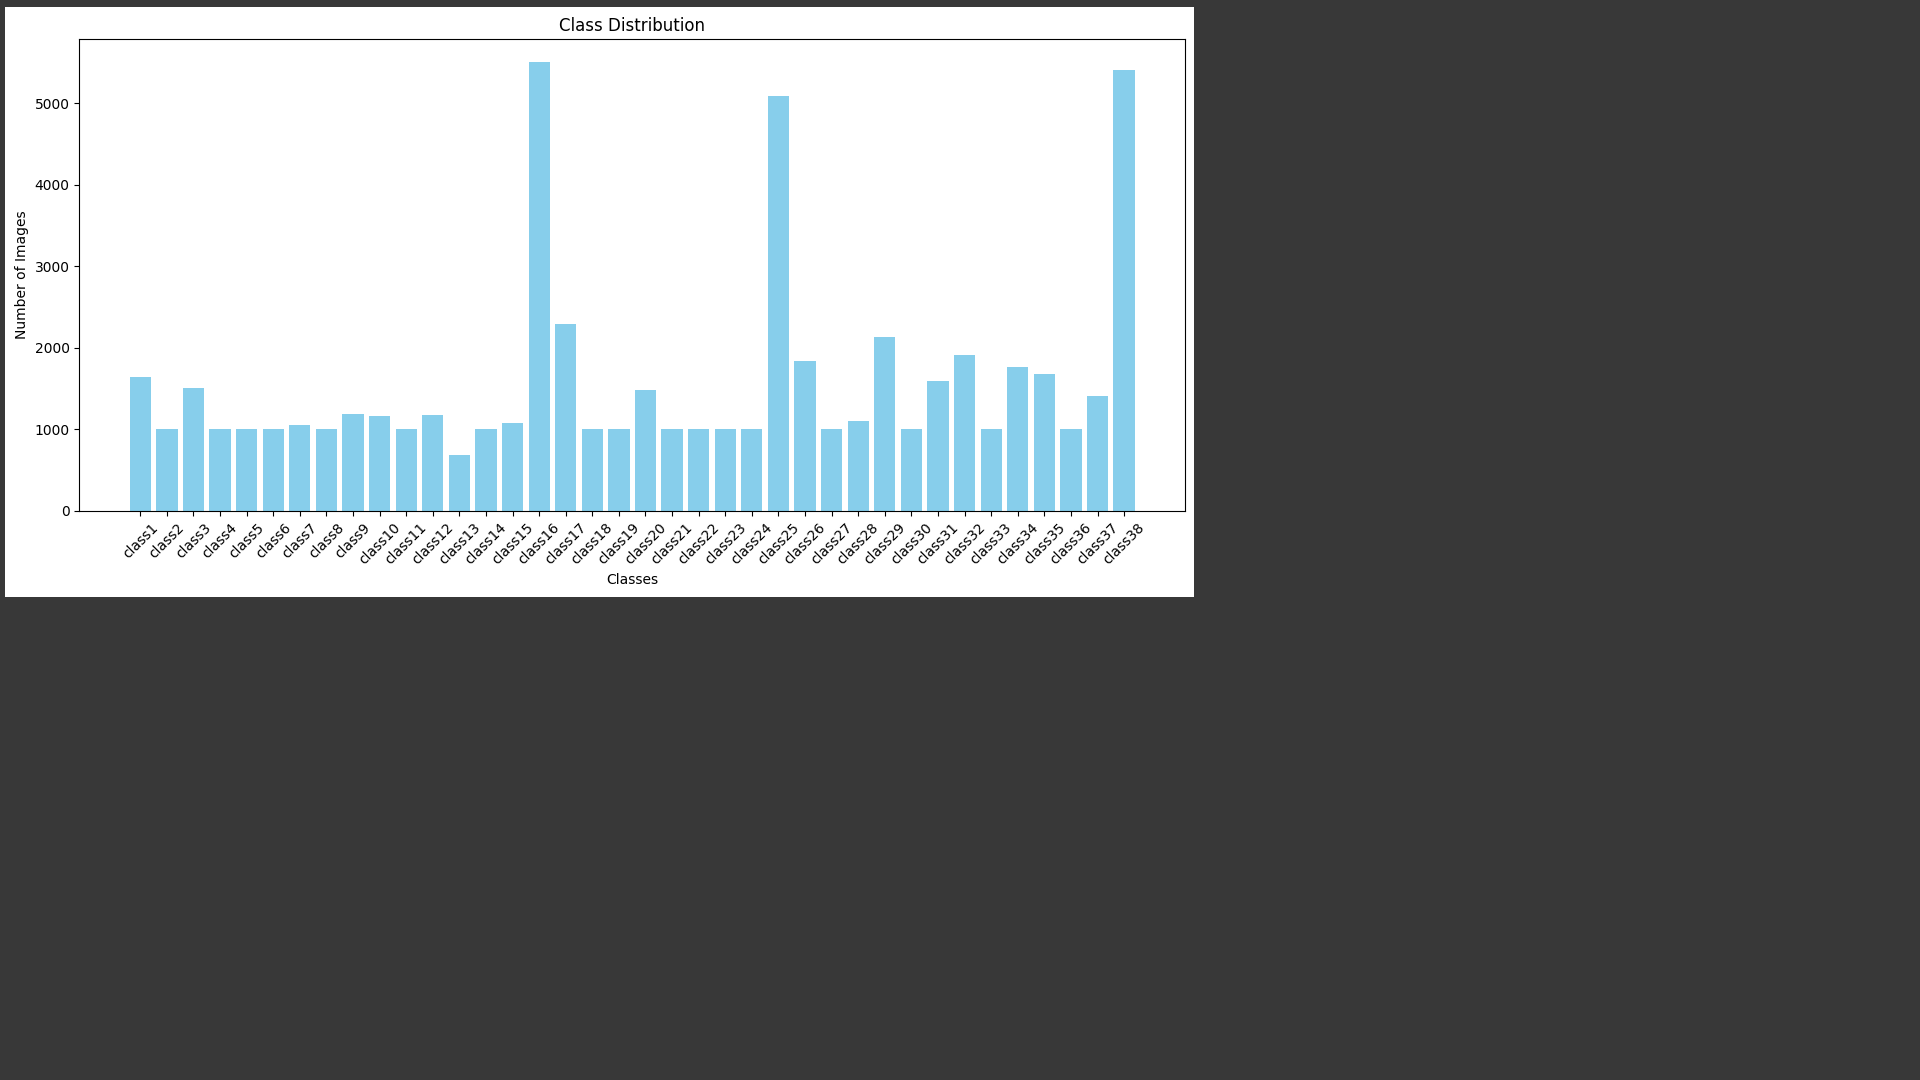 Class Distribution
Number of Images
5000
4000
3000
2000
1000
0
class1
class2
class3
class4
class5
class6
class7
class8
class9
class10
class11
class12
class13
class14
class15
class16
class17
class18
class19
class20
class21
class22
class23
class24
class25
class26
class27
class28
class29
class30
class31
class32
class33
class34
class35
class36
class37
class38
Classes